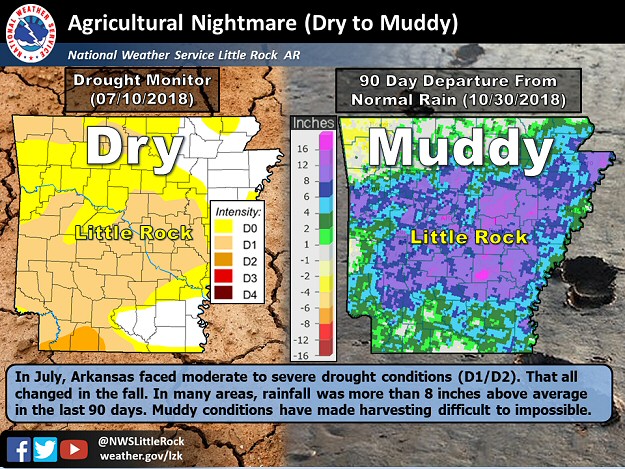 NATIONAL WEATHER SERVICE
Agricultural Nightmare (Dry to Muddy)
National Weather Service Little Rock AR
Drought Monitor
(07/10/2018)
Dry
Little Rock
Intensity:
D0
D1
D2
D3
D4
90 Day Departure From
Normal Rain (10/30/2018)
Inches
16
12
8
6
4
2
1
-1
-2
-4
-6
-8
-12
-16
Muddy
Little Rock
In July, Arkansas faced moderate to severe drought conditions (D1/D2). That all
changed in the fall. In many areas, rainfall was more than 8 inches above average
in the last 90 days. Muddy conditions have made harvesting difficult to impossible.
@NWSLittleRock
weather.gov/lzk